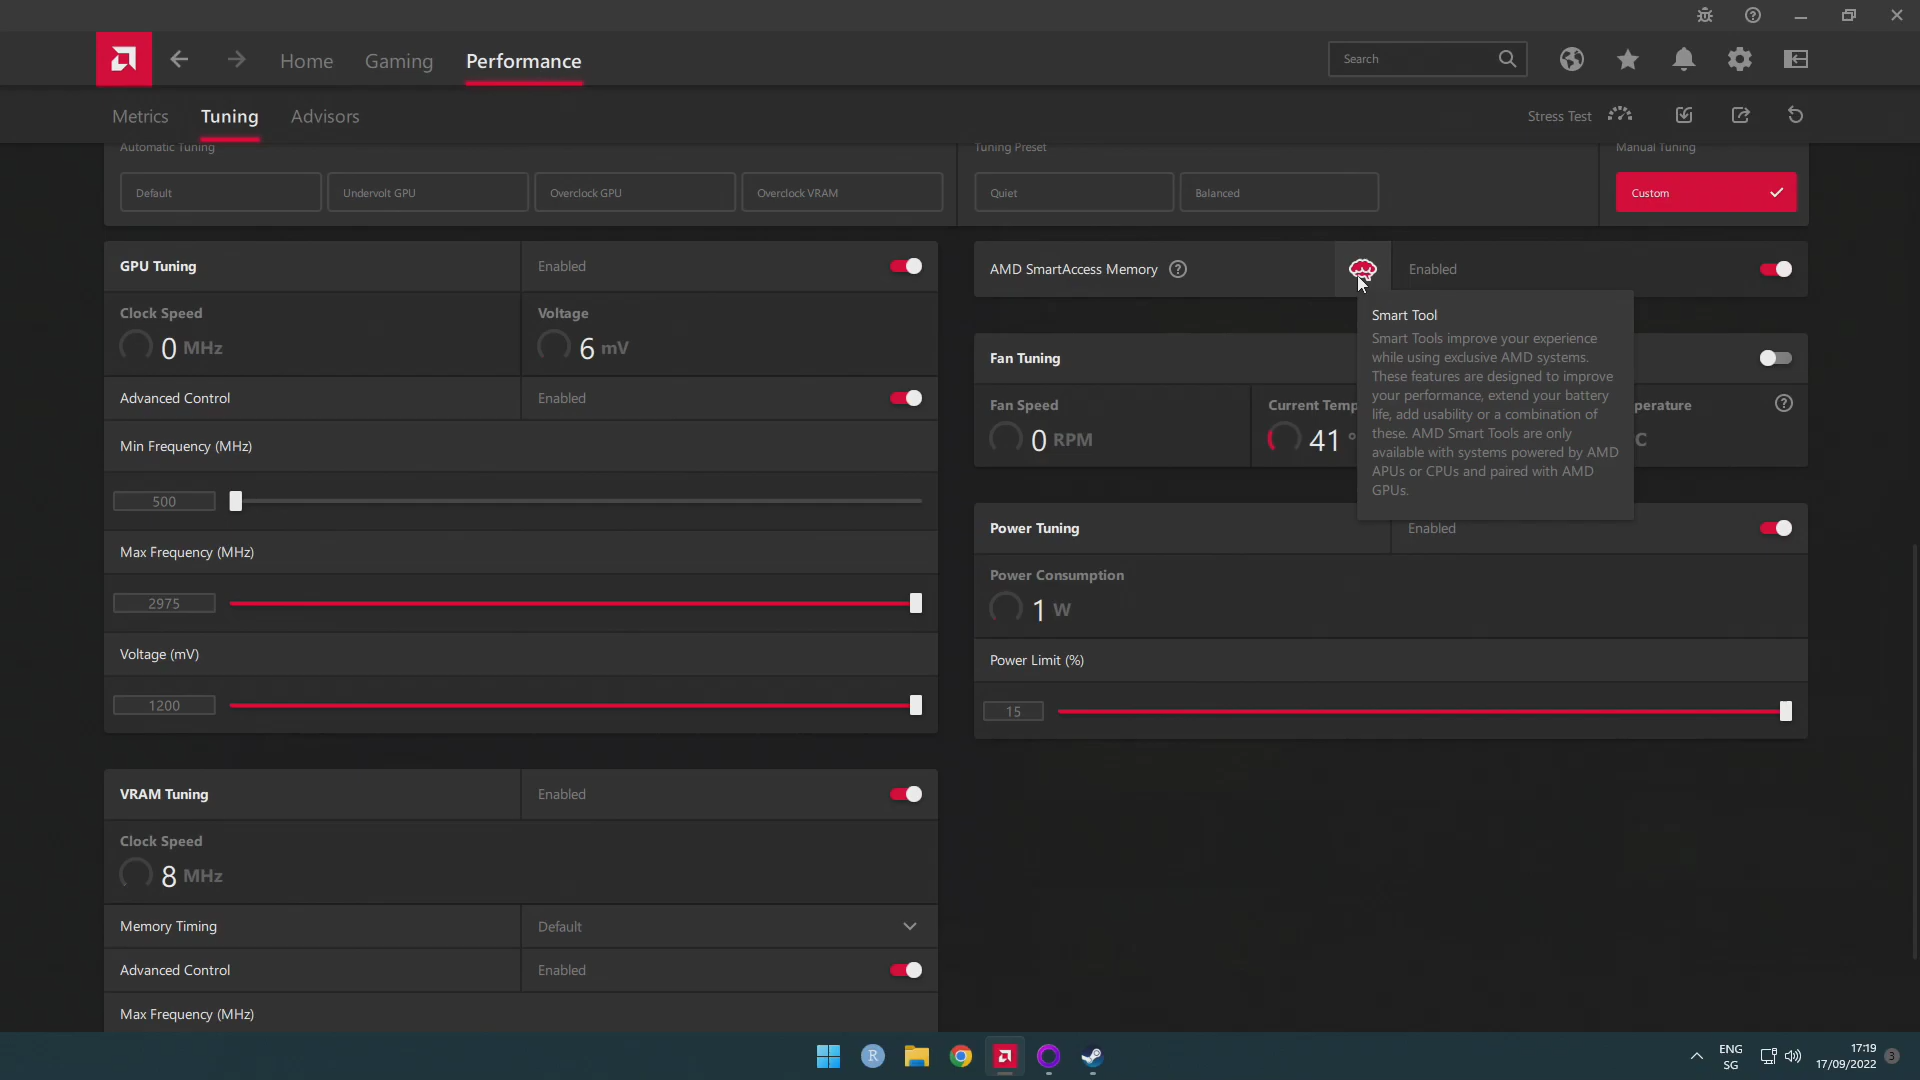 Home
Gaming
Performance
Search
Metrics
Tuning
Advisors
Stress Test
Automatic Tuning
Tuning Preset
Manual Tuning
Default
Undervolt GPU
Overclock GPU
Overclock VRAM
Quiet
Balanced
Custom
GPU Tuning
Enabled
Clock Speed
0 MHz
Voltage
6 mV
Advanced Control
Enabled
Min Frequency (MHz)
500
Max Frequency (MHz)
2975
Voltage (mV)
1200
VRAM Tuning
Enabled
Clock Speed
8 MHz
Memory Timing
Default
Advanced Control
Enabled
Max Frequency (MHz)
AMD SmartAccess Memory
Enabled
Smart Tool
Smart Tools improve your experience
while using exclusive AMD systems.
These features are designed to improve
your performance, extend your battery
life, add usability or a combination of
these. AMD Smart Tools are only
available with systems powered by AMD
APUs or CPUs and paired with AMD
GPUs.
Fan Tuning
Fan Speed
0 RPM
Current Temp
41 °
perature
C
Power Tuning
Enabled
Power Consumption
1 W
Power Limit (%)
15
R
ENG
SG
17:19
17/09/2022
3